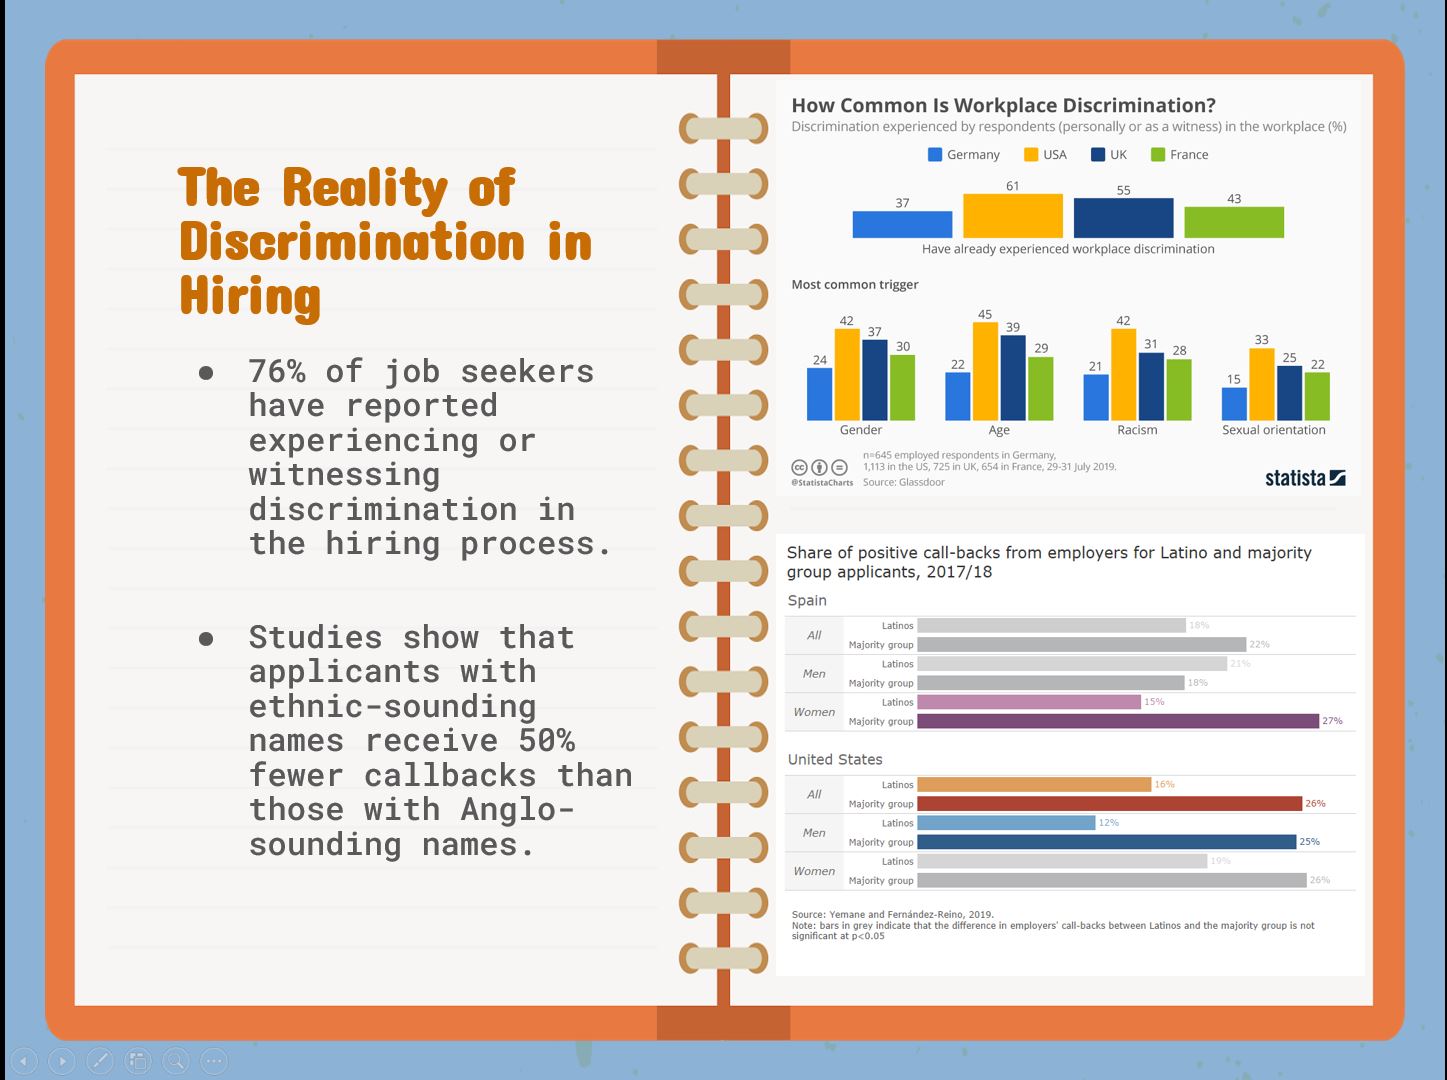 The Reality of
Discrimination in
Hiring
● 76% of job seekers
have reported
experiencing or
witnessing
discrimination in
the hiring process.
● Studies show that
applicants with
ethnic-sounding
names receive 50%
fewer callbacks than
those with Anglo-
sounding names.
How Common Is Workplace Discrimination?
Discrimination experienced by respondents (personally or as a witness) in the workplace (%)
Germany USA UK France
37 61 55 43
Have already experienced workplace discrimination
Most common trigger
24 42 37 30 22 45 39 29 21 42 31 28 15 33 25 22
Gender Age Racism Sexual orientation
n=645 employed respondents in Germany,
1,113 in the US, 725 in UK, 654 in France, 29-31 July 2019.
@StatistaCharts Source: Glassdoor
statista
Share of positive call-backs from employers for Latino and majority
group applicants, 2017/18
Spain
All
Latinos 18%
Majority group 22%
Men
Latinos 21%
Majority group 18%
Women
Latinos 15%
Majority group 27%
United States
All
Latinos 16%
Majority group 26%
Men
Latinos 12%
Majority group 25%
Women
Latinos 19%
Majority group 26%
Source: Yemane and Fernández-Reino, 2019.
Note: bars in grey indicate that the difference in employers' call-backs between Latinos and the majority group is not
significant at p<0.05